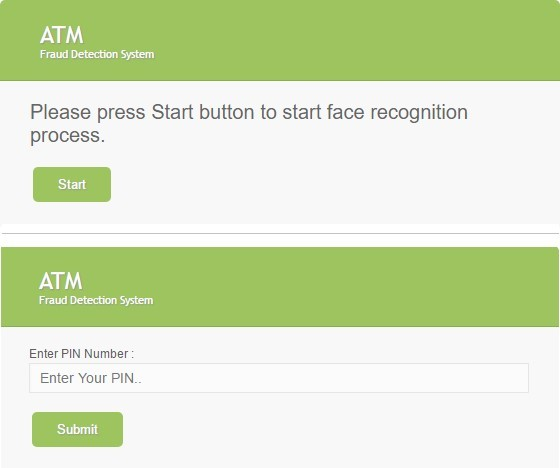 ATM
Fraud Detection System
Please press Start button to start face recognition
process.
Start
ATM
Fraud Detection System
Enter PIN Number :
Enter Your PIN..
Submit